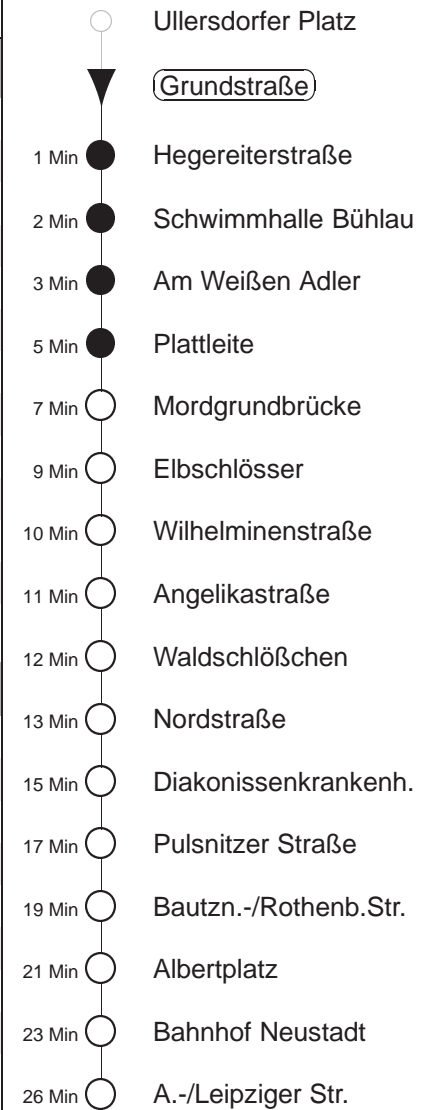 Ullersdorfer Platz
Grundstraße
1 Min Hegereiterstraße
2 Min Schwimmhalle Bühlau
3 Min Am Weißen Adler
5 Min Plattleite
7 Min Mordgrundbrücke
9 Min Elbschlösser
10 Min Wilhelminenstraße
11 Min Angelikastraße
12 Min Waldschlößchen
13 Min Nordstraße
15 Min Diakonissenkrankenh.
17 Min Pulsnitzer Straße
19 Min Bautzn.-/Rothenb.Str.
21 Min Albertplatz
23 Min Bahnhof Neustadt
26 Min A.-/Leipziger Str.